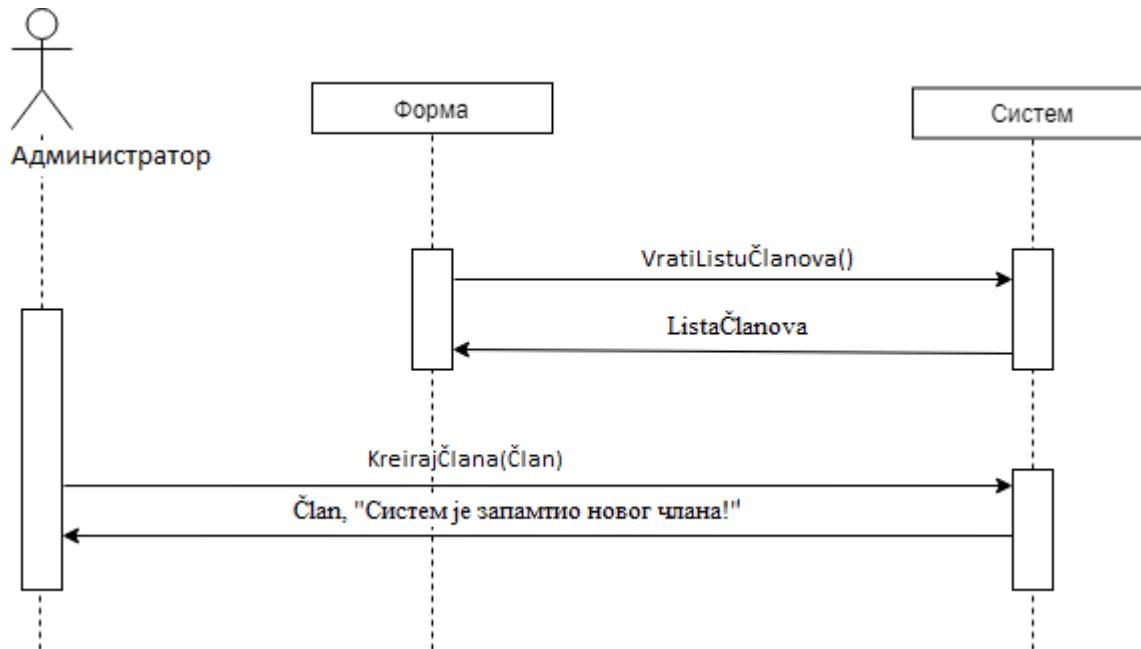 Форма
Систем
Администратор
VratiListuČlanova()
ListaČlanova
KreirajČlana(Član)
Član, "Систем је запамтио новог члана!"